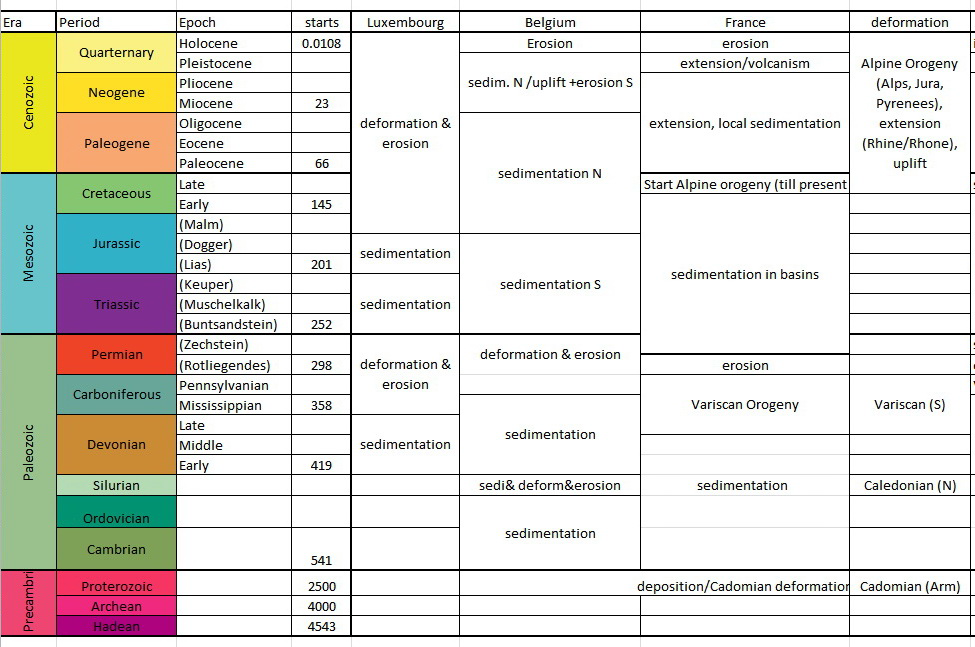 Era Period Epoch starts Luxembourg Belgium France deformation
Cenozoic
Quarternary
Holocene 0.0108
Erosion
erosion
Pleistocene
extension/volcanism
Alpine Orogeny
(Alps, Jura,
Pyrenees),
extension
(Rhine/Rhone),
uplift
Neogene
Pliocene
sedim. N /uplift +erosion S
Miocene 23
deformation &
erosion
Paleogene
Oligocene
extension, local sedimentation
Eocene
Paleocene 66
sedimentation N
Mesozoic
Cretaceous
Late
Start Alpine orogeny (till present
Early 145
Jurassic
(Malm)
(Dogger)
sedimentation
(Lias) 201
sedimentation in basins
Triassic
(Keuper)
sedimentation S
(Muschelkalk)
sedimentation
(Buntsandstein) 252
Paleozoic
Permian
(Zechstein)
deformation & erosion
(Rotliegendes) 298
deformation &
erosion
erosion
Carboniferous
Pennsylvanian
Mississippian 358
Variscan Orogeny
Variscan (S)
Devonian
Late
sedimentation
Middle
sedimentation
Early 419
Silurian
sedi& deform&erosion
sedimentation
Caledonian (N)
Ordovician
sedimentation
Cambrian
541
Precambri
Proterozoic 2500
deposition/Cadomian deformation
Cadomian (Arm)
Archean 4000
Hadean 4543